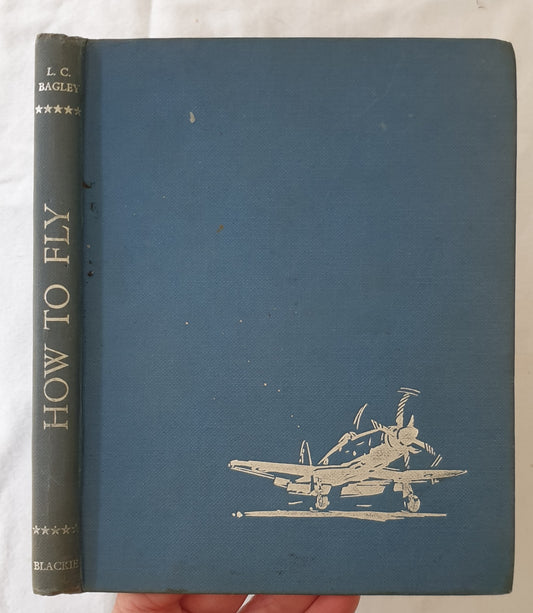 L. C.
BAGLEY
HOW TO FLY
BLACKIE